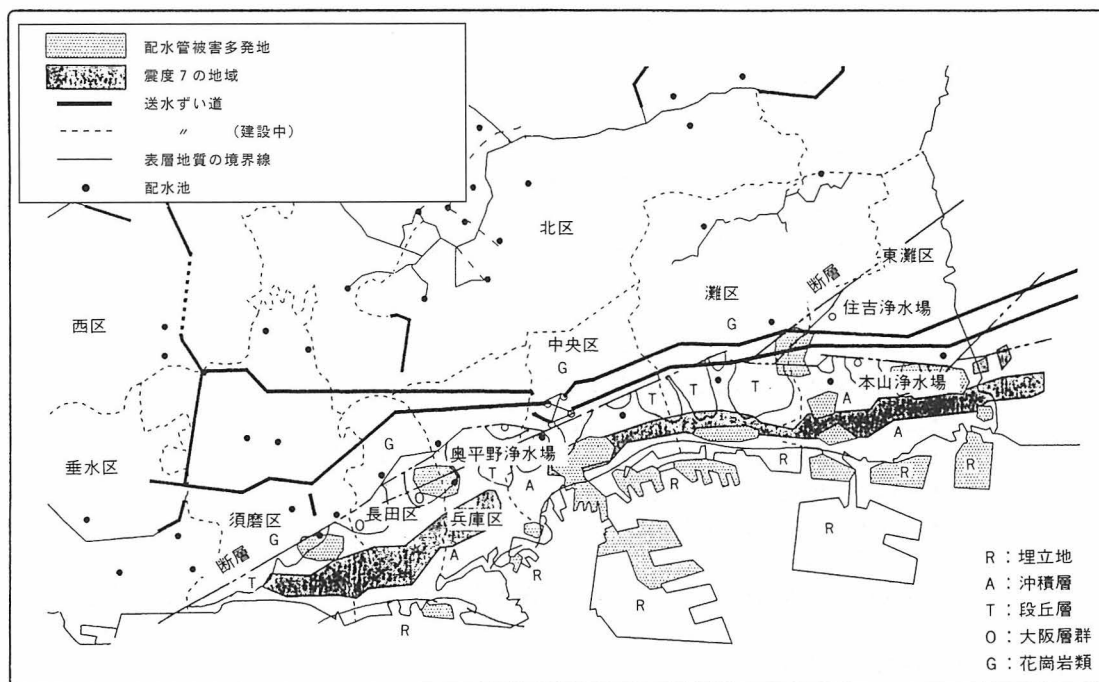 配水管被害多発地
震度7の地域
送水ずい道
〃 (建設中)
表層地質の境界線
配水池
北区
東灘区
断層
灘区
住吉浄水場
G
西区
中央区
G
本山浄水場
T
T
T
A
A
G
奥平野浄水場
垂水区
T
A
R
R
R
R
O
須磨区
長田区
兵庫区
G
O
A
断層
T
R
R
R
R
R:埋立地
A:沖積層
T:段丘層
O:大阪層群
G:花崗岩類